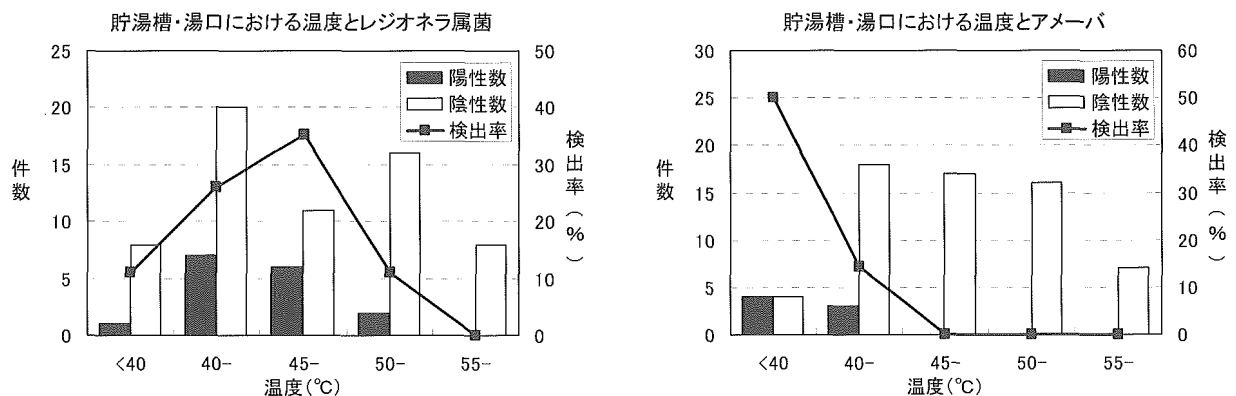 貯湯槽・湯口における温度とレジオネラ属菌
25
20
15
10
5
0
件数
50
40
30
20
10
0
検出率(%)
陽性数
陰性数
検出率
<40
40-
45-
50-
55-
温度(℃)
貯湯槽・湯口における温度とアメーバ
30
25
20
15
10
5
0
件数
60
50
40
30
20
10
0
検出率(%)
陽性数
陰性数
検出率
<40
40-
45-
50-
55-
温度(℃)